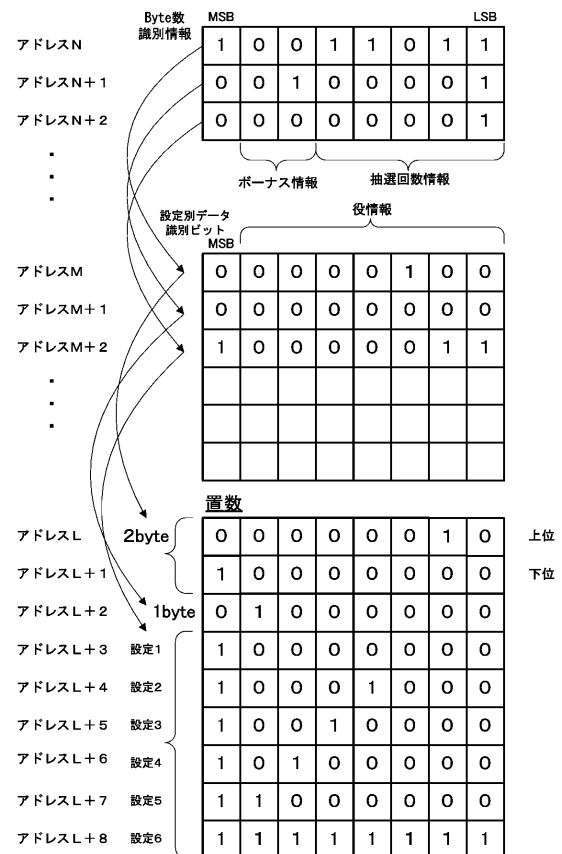 Byte数 MSB LSB
識別情報
アドレスN 1 0 0 1 1 0 1 1
アドレスN+1 0 0 1 0 0 0 0 1
アドレスN+2 0 0 0 0 0 0 0 1
・
・
・
ボーナス情報 抽選回数情報
役情報
設定別データ
識別ビット
MSB
アドレスM 0 0 0 0 0 1 0 0
アドレスM+1 0 0 0 0 0 0 0 0
アドレスM+2 1 0 0 0 0 0 1 1
・
・
・
置数
アドレスL 2byte 0 0 0 0 0 0 1 0 上位
アドレスL+1 1 0 0 0 0 0 0 0 下位
アドレスL+2 1byte 0 1 0 0 0 0 0 0
アドレスL+3 設定1 1 0 0 0 0 0 0 0
アドレスL+4 設定2 1 0 0 0 1 0 0 0
アドレスL+5 設定3 1 0 0 1 0 0 0 0
アドレスL+6 設定4 1 0 1 0 0 0 0 0
アドレスL+7 設定5 1 1 0 0 0 0 0 0
アドレスL+8 設定6 1 1 1 1 1 1 1 1